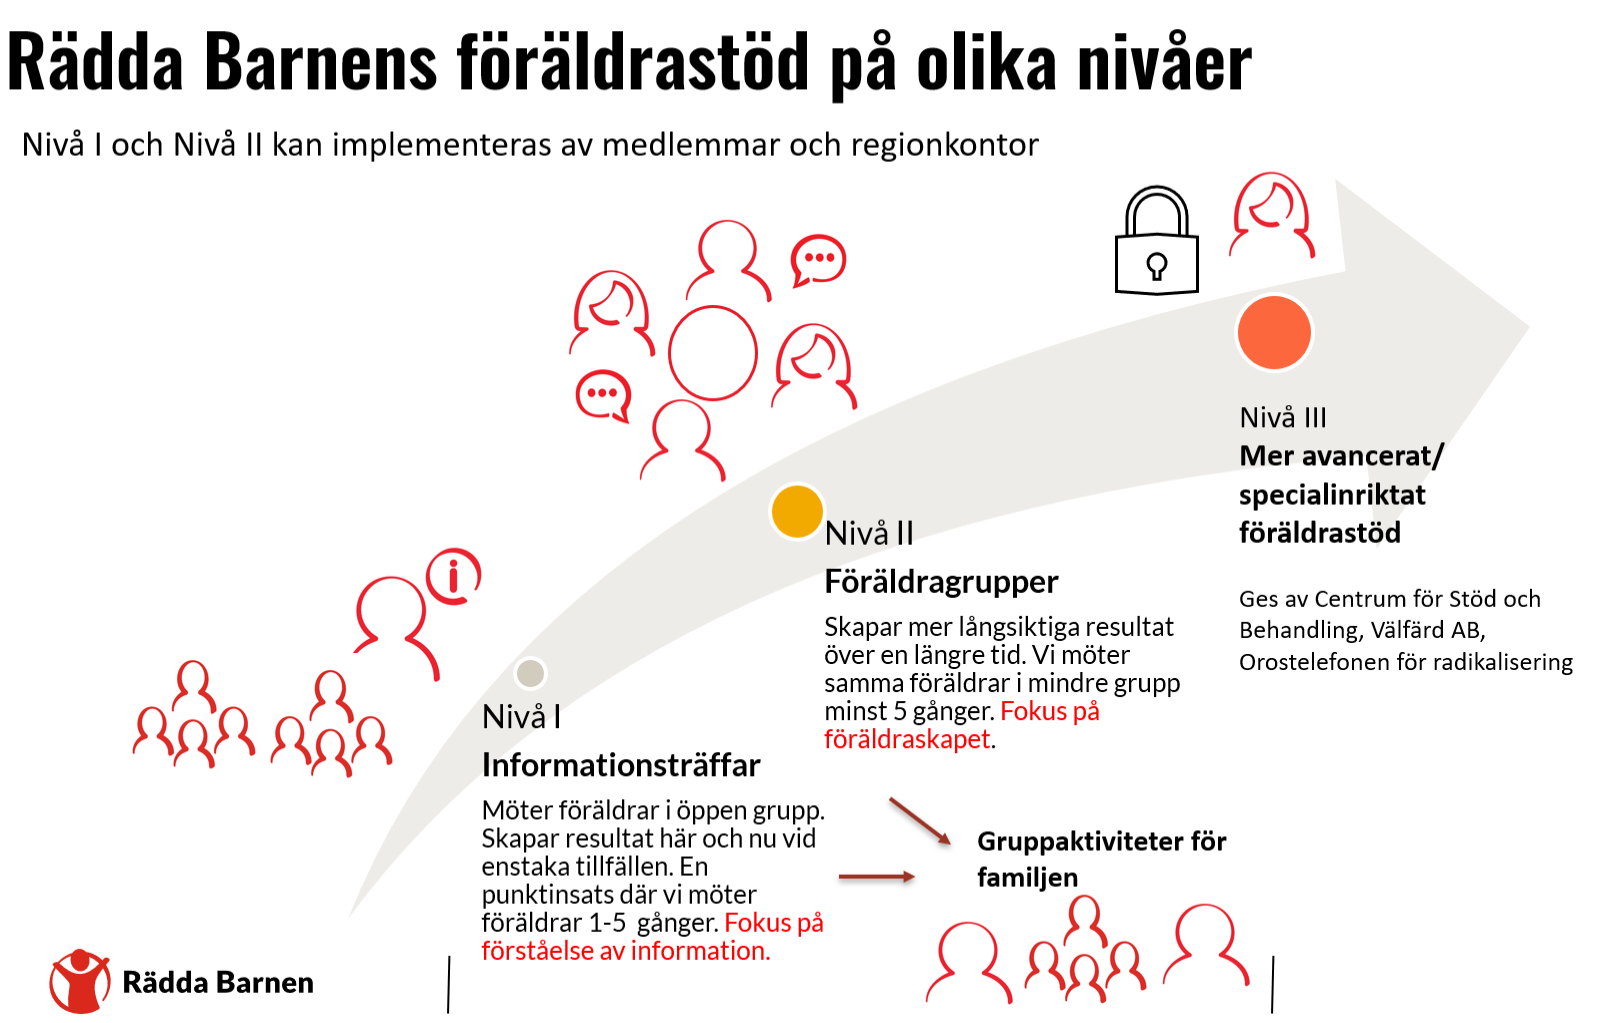 Rädda Barnens föräldrastöd på olika nivåer
Nivå I och Nivå II kan implementeras av medlemmar och regionkontor
Nivå I
Informationsträffar
Möter föräldrar i öppen grupp.
Skapar resultat här och nu vid
enstaka tillfällen. En
punktinsats där vi möter
föräldrar 1-5 gånger. Fokus på
förståelse av information.
Nivå II
Föräldragrupper
Skapar mer långsiktiga resultat
över en längre tid. Vi möter
samma föräldrar i mindre grupp
minst 5 gånger. Fokus på
föräldraskapet.
Nivå III
Mer avancerat/
specialinriktat
föräldrastöd
Ges av Centrum för Stöd och
Behandling, Välfärd AB,
Orostelefonen för radikalisering
Gruppaktiviteter för
familjen
Rädda Barnen